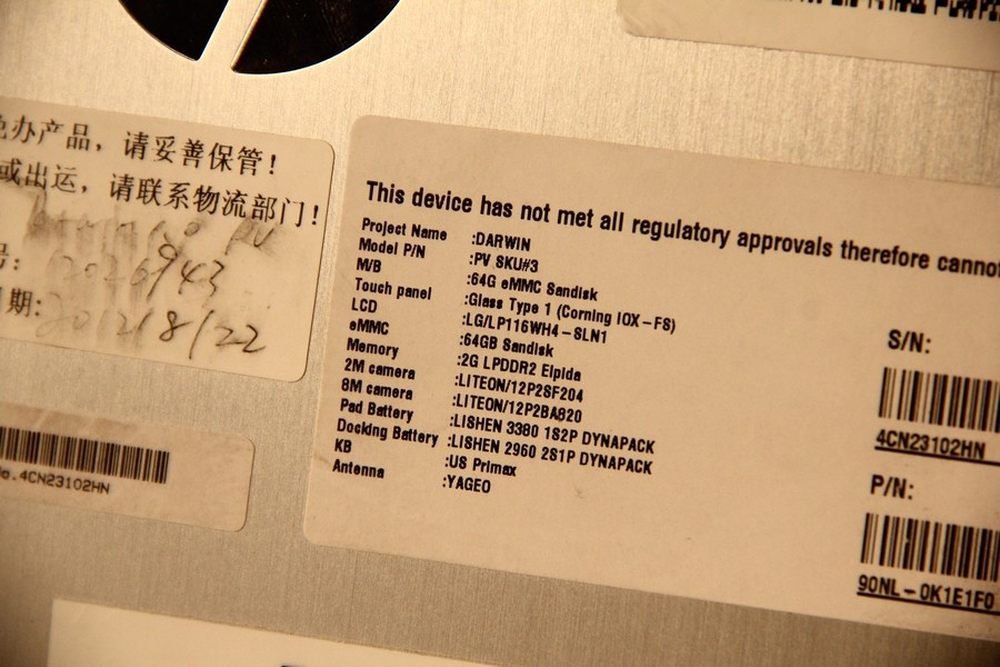 办产品，请妥善保管！
或出运，请联系物流部门！
号：
期：2012/8/22
This device has not met all regulatory approvals therefore cannot
Project Name :DARWIN
Model P/N :PV SKU#3
M/B :64G eMMC Sandisk
Touch panel :Glass Type 1 (Corning IOX-FS)
LCD :LG/LP116WH4-SLN1
eMMC :64GB Sandisk
Memory :2G LPDDR2 Elpida
2M camera :LITEON/12P2SF204
8M camera :LITEON/12P2BA820
Pad Battery :LISHEN 3380 1S2P DYNAPACK
Docking Battery :LISHEN 2960 2S1P DYNAPACK
KB :US Primax
Antenna :YAGEO
S/N:
4CN23102HN
P/N:
90NL-0K1E1F0
No.4CN23102HN